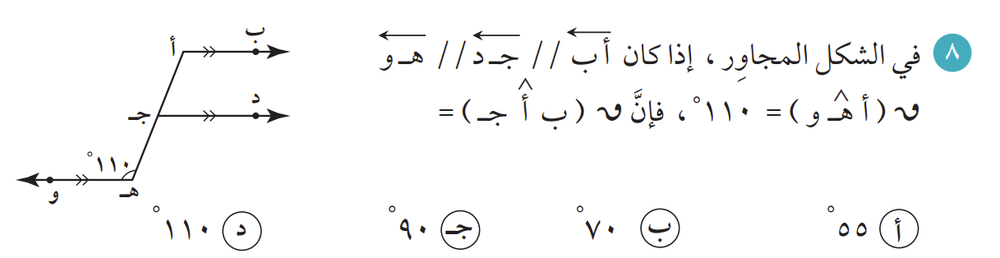 ٨ في الشكل المجاوِر ، إذا كان أ ب // جـ د // هـ و
ق (أ هـ و) = ١١٠° ، فإنَّ ق (ب أ جـ) =
أ ٥٥° ب ٧٠° جـ ٩٠° د ١١٠°
أ ب
جـ د
١١٠°
هـ و